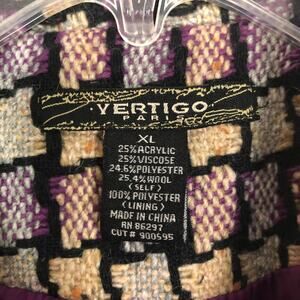 VERTIGO
PARIS
XL
25%ACRYLIC
25%VISCOSE
24.6%POLYESTER
25.4%WOOL
(SELF)
100%POLYESTER
(LINING)
MADE IN CHINA
RN 86297
CUT# 900595